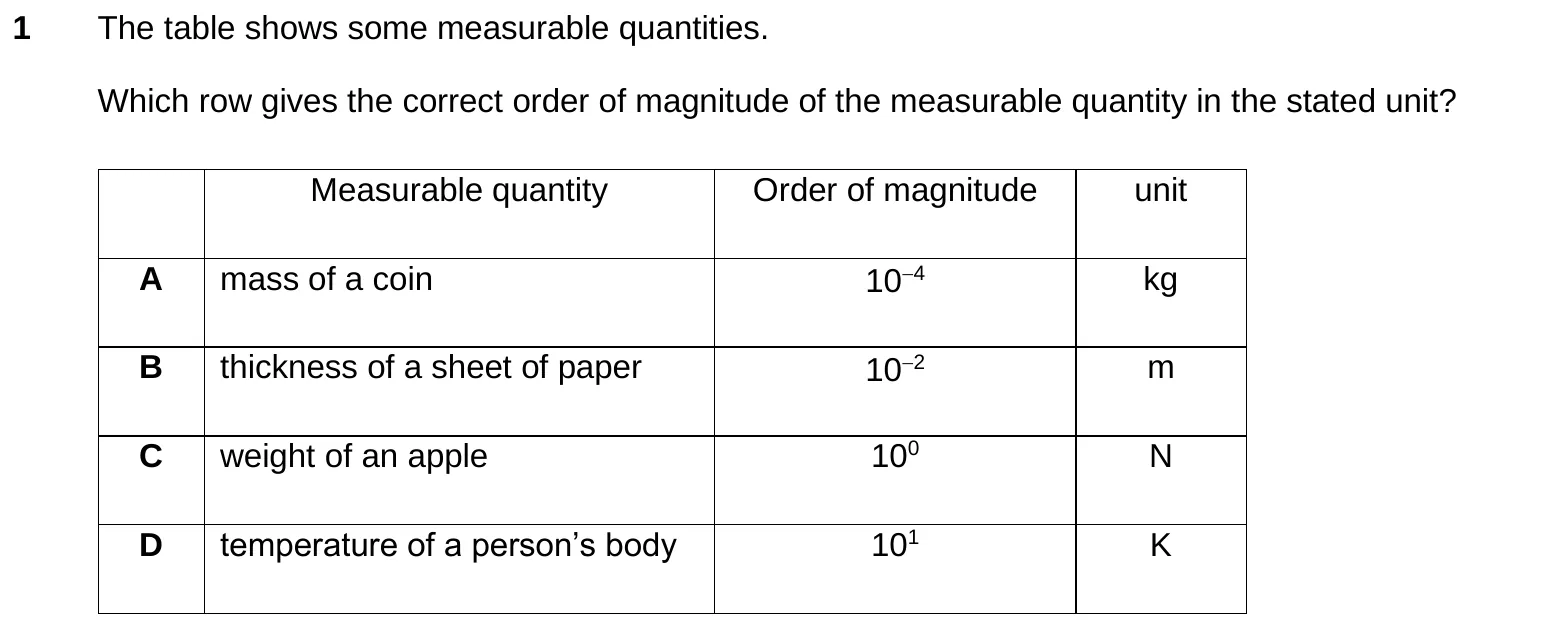 1 The table shows some measurable quantities.
Which row gives the correct order of magnitude of the measurable quantity in the stated unit?
Measurable quantity Order of magnitude unit
A mass of a coin 10⁻⁴ kg
B thickness of a sheet of paper 10⁻² m
C weight of an apple 10⁰ N
D temperature of a person’s body 10¹ K